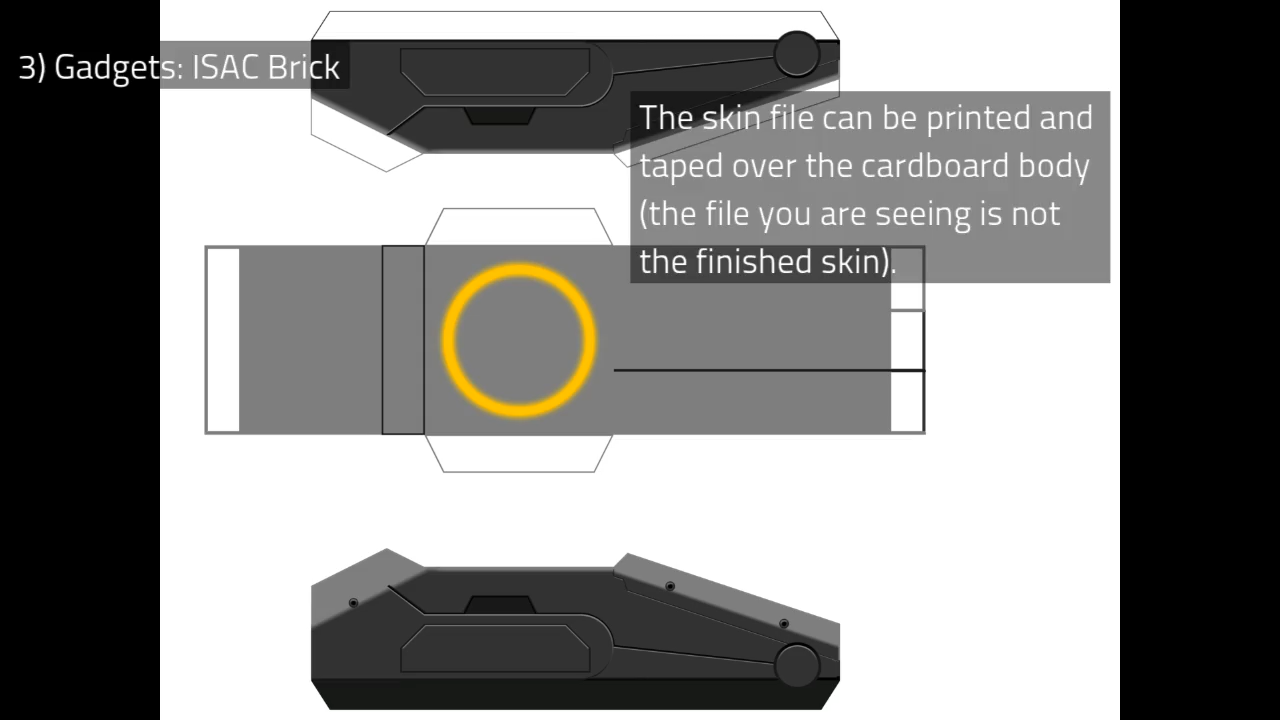 3) Gadgets: ISAC Brick
The skin file can be printed and
taped over the cardboard body
(the file you are seeing is not
the finished skin).